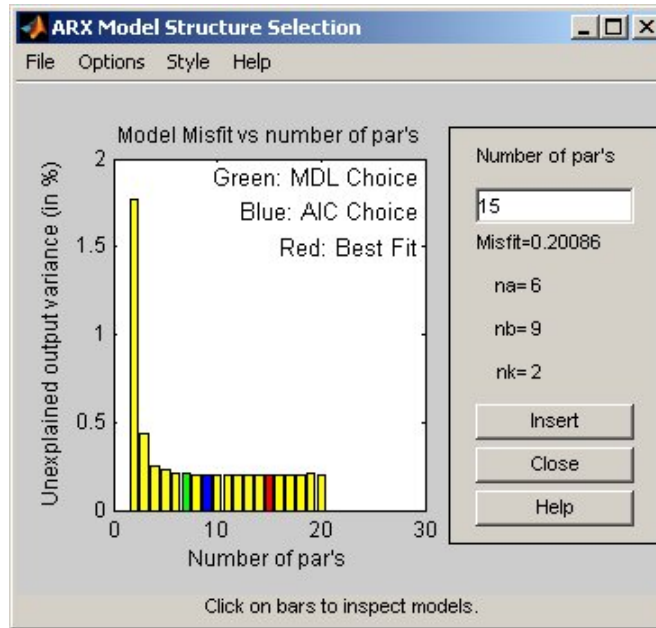 ARX Model Structure Selection
File Options Style Help
Model Misfit vs number of par's
Unexplained output variance (in %)
2
1.5
1
0.5
0
Green: MDL Choice
Blue: AIC Choice
Red: Best Fit
0 10 20 30
Number of par's
Number of par's
15
Misfit=0.20086
na= 6
nb= 9
nk= 2
Insert
Close
Help
Click on bars to inspect models.